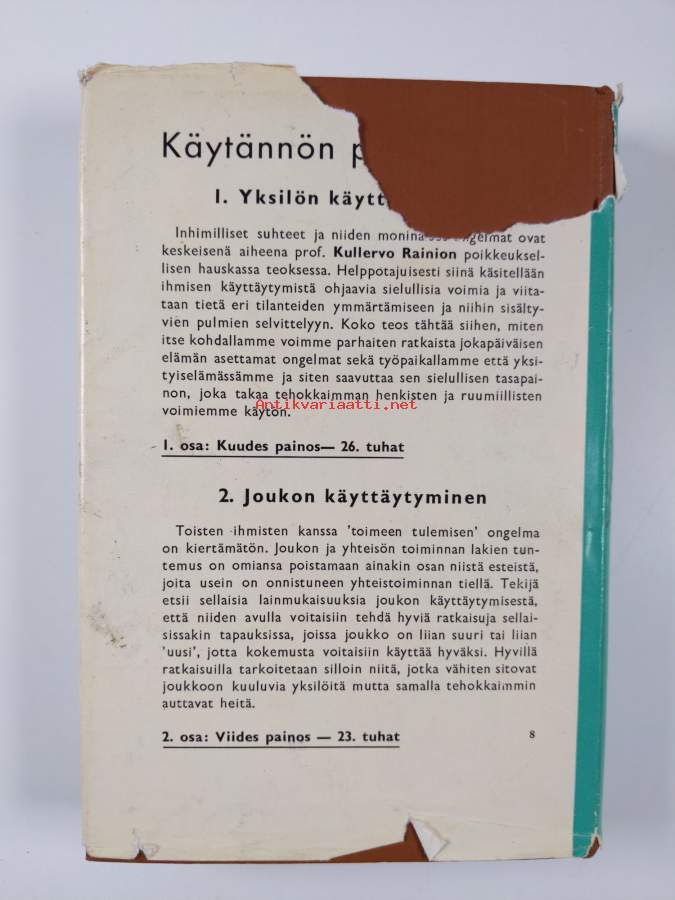 Käytännön
1. Yksilön
Inhimilliset suhteet ja niiden ovat
keskeisenä aiheena prof. Kullervo Rainion poikkeuksel-
lisen hauskassa teoksessa. Helppotajuisesti siinä käsitellään
ihmisen käyttäytymistä ohjaavia sielullisia voimia ja viita-
taan tietä eri tilanteiden ymmärtämiseen ja niihin sisälty-
vien pulmien selvittelyyn. Koko teos tähtää siihen, miten
itse kohdallamme voimme parhaiten ratkaista jokapäiväisen
elämän asettamat ongelmat sekä työpaikallamme että yksi-
tyiselämässämme ja siten saavuttaa sen sielullisen tasapai-
non, joka takaa tehokkaimman henkisten ja ruumiillisten
Antikvariaatti.net
voimiemme käytön.
1. osa: Kuudes painos— 26. tuhat
2. Joukon käyttäytyminen
Toisten ihmisten kanssa 'toimeen tulemisen' ongelma
on kiertämätön. Joukon ja yhteisön toiminnan lakien tun-
temus on omiansa poistamaan ainakin osan niistä esteistä,
joita usein on onnistuneen yhteistoiminnan tiellä. Tekijä
etsii sellaisia lainmukaisuuksia joukon käyttäytymisestä,
että niiden avulla voitaisiin tehdä hyviä ratkaisuja sellai-
sissakin tapauksissa, joissa joukko on liian suuri tai liian
'uusi', jotta kokemusta voitaisiin käyttää hyväksi. Hyvillä
ratkaisuilla tarkoitetaan silloin niitä, jotka vähiten sitovat
joukkoon kuuluvia yksilöitä mutta samalla tehokkaimmin
auttavat heitä.
2. osa: Viides painos — 23. tuhat
8